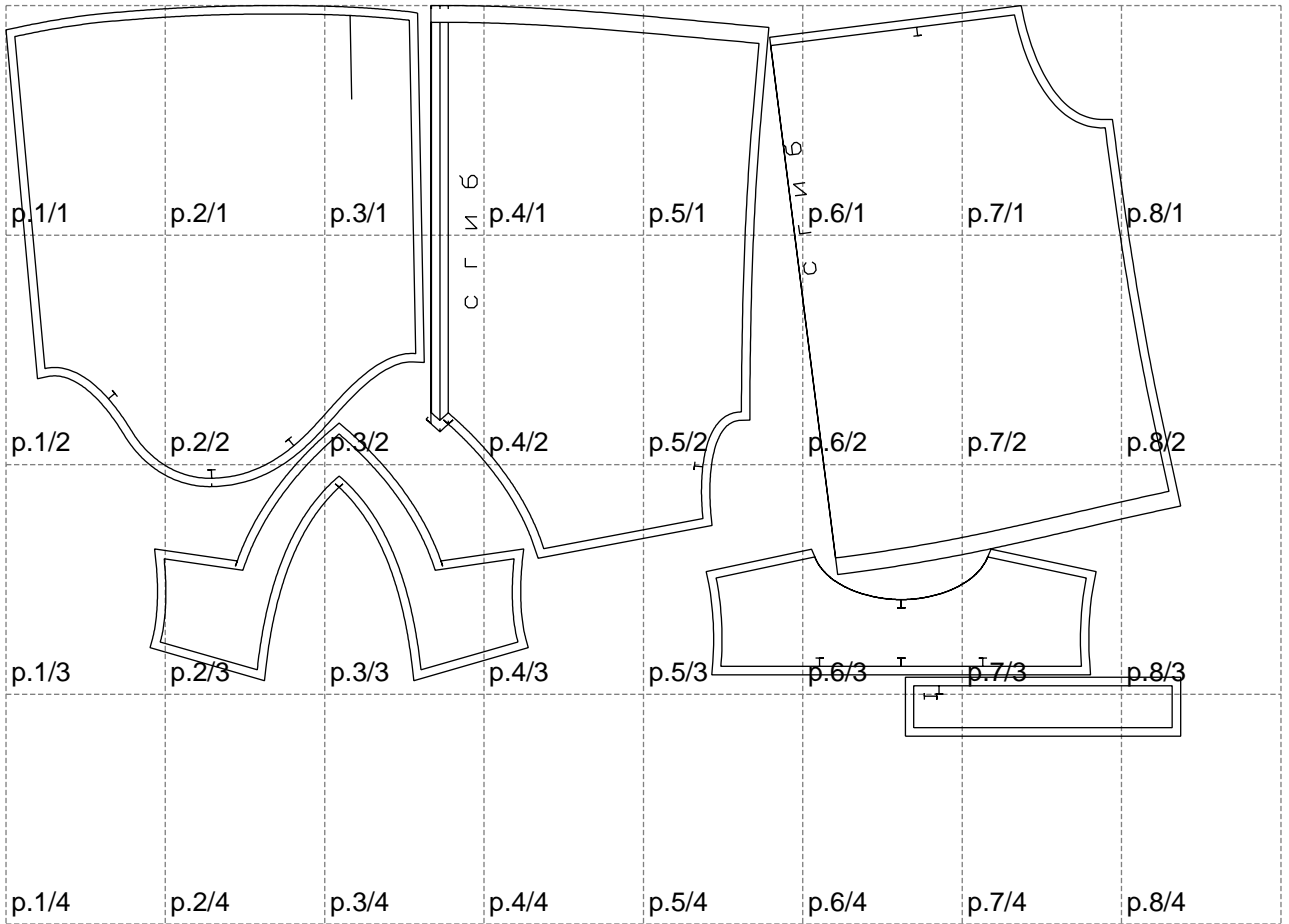 С Г И Б
С Г И Б
p.1/1 p.2/1 p.3/1 p.4/1 p.5/1 p.6/1 p.7/1 p.8/1
p.1/2 p.2/2 p.3/2 p.4/2 p.5/2 p.6/2 p.7/2 p.8/2
p.1/3 p.2/3 p.3/3 p.4/3 p.5/3 p.6/3 p.7/3 p.8/3
p.1/4 p.2/4 p.3/4 p.4/4 p.5/4 p.6/4 p.7/4 p.8/4